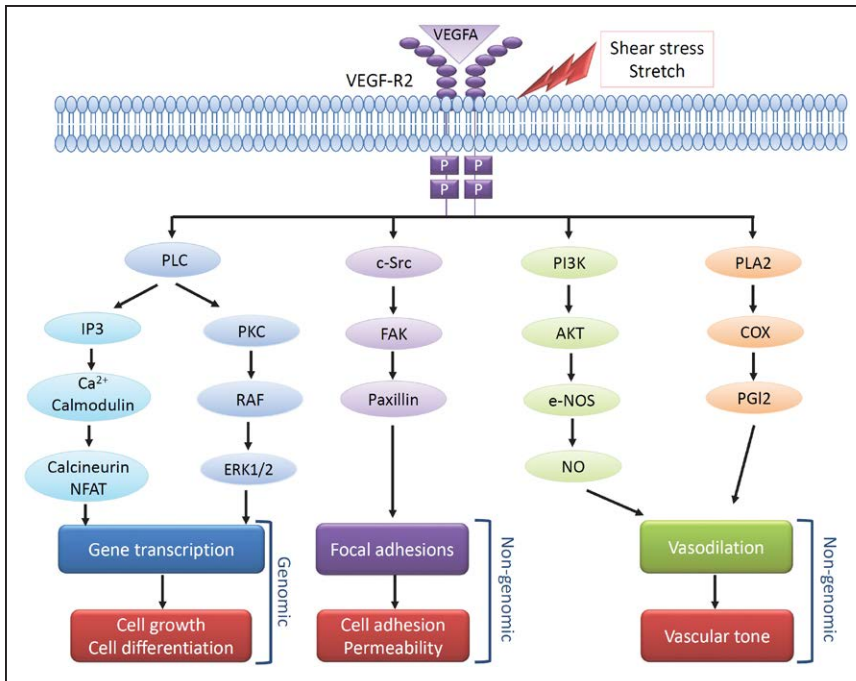 VEGFA
Shear stress
Stretch
VEGF-R2
P P
P P
PLC
c-Src
PI3K
PLA2
IP3
PKC
FAK
AKT
COX
Ca2+
Calmodulin
RAF
Paxillin
e-NOS
PGl2
Calcineurin
NFAT
ERK1/2
NO
Gene transcription
Genomic
Focal adhesions
Non-genomic
Vasodilation
Non-genomic
Cell growth
Cell differentiation
Cell adhesion
Permeability
Vascular tone